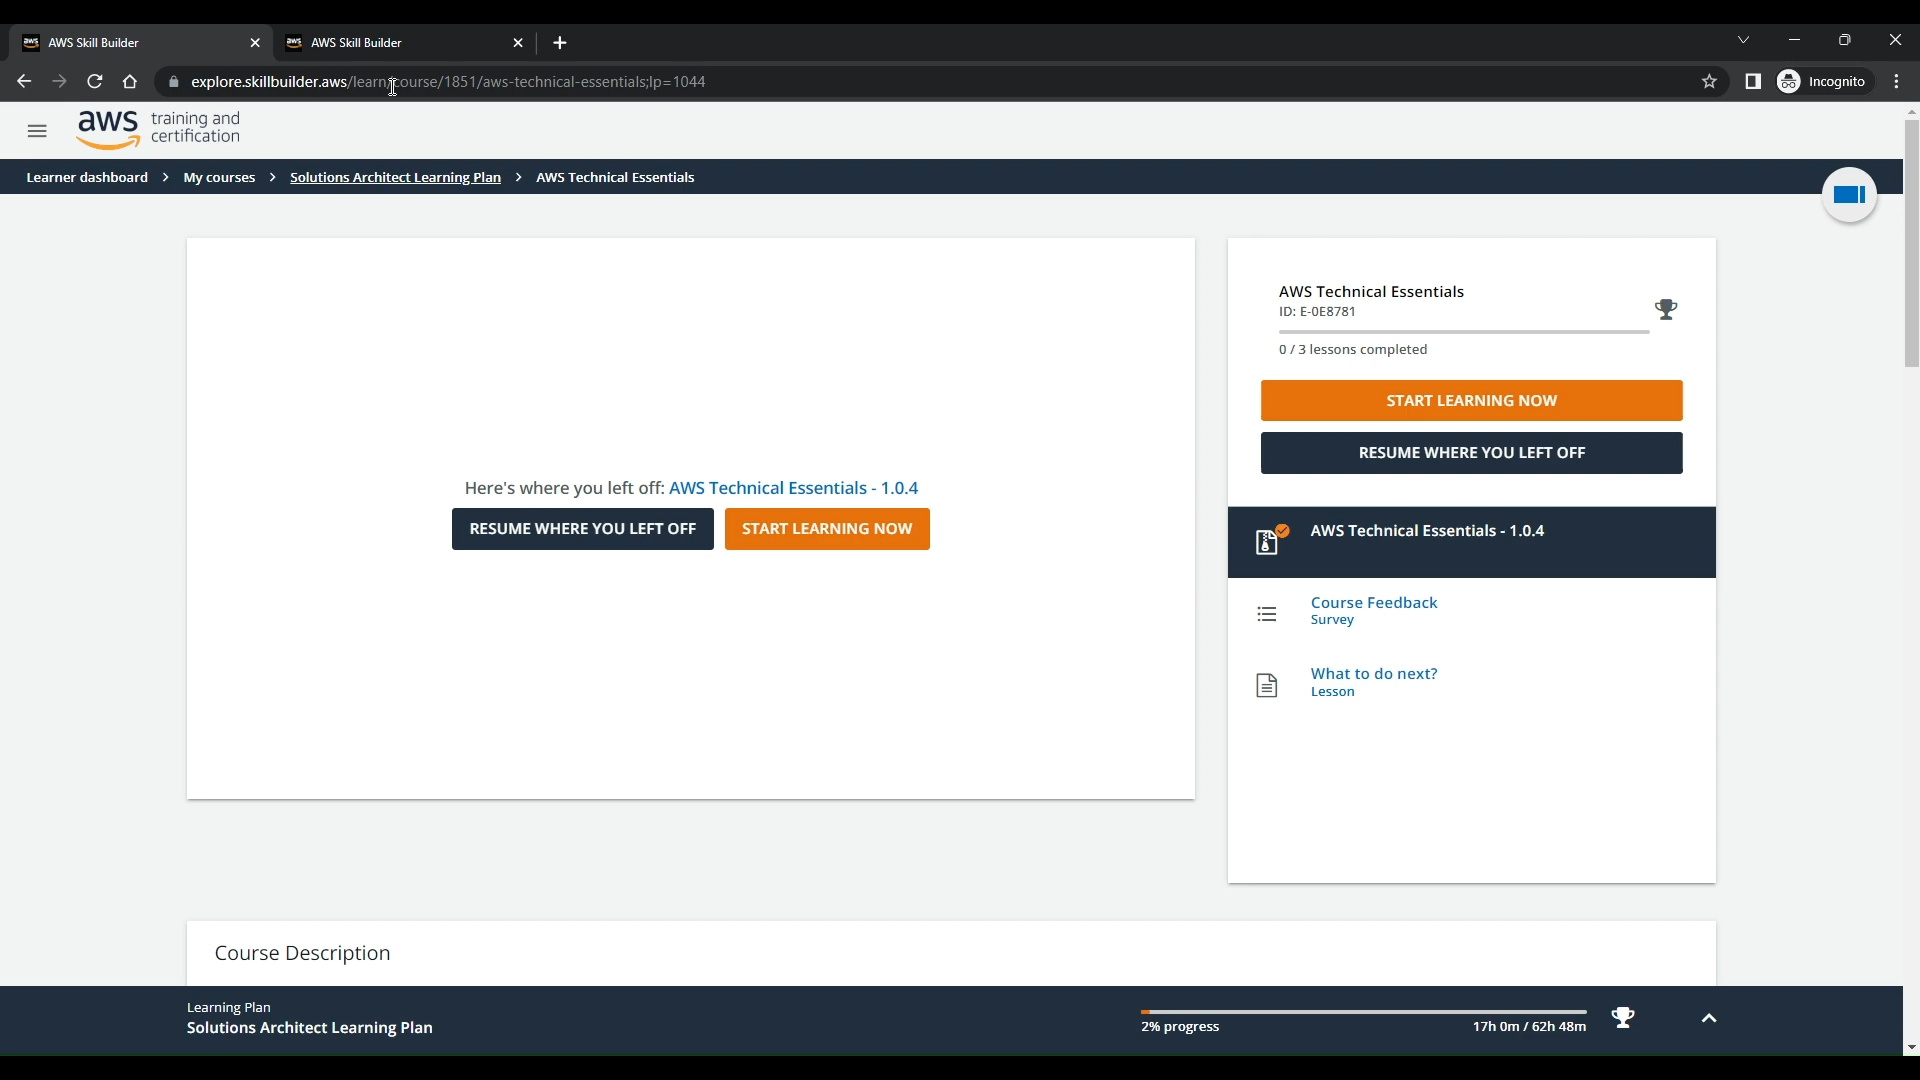 AWS Skill Builder
AWS Skill Builder
explore.skillbuilder.aws/learn/course/1851/aws-technical-essentials;lp=1044
Incognito
aws training and certification
Learner dashboard > My courses > Solutions Architect Learning Plan > AWS Technical Essentials
Here's where you left off: AWS Technical Essentials - 1.0.4
RESUME WHERE YOU LEFT OFF
START LEARNING NOW
AWS Technical Essentials
ID: E-0E8781
0 / 3 lessons completed
START LEARNING NOW
RESUME WHERE YOU LEFT OFF
AWS Technical Essentials - 1.0.4
Course Feedback
Survey
What to do next?
Lesson
Course Description
Learning Plan
Solutions Architect Learning Plan
2% progress
17h 0m / 62h 48m